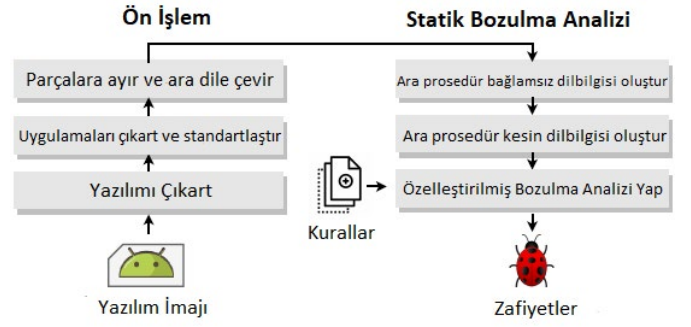 Ön İşlem
Statik Bozulma Analizi
Parçalara ayır ve ara dile çevir
Uygulamaları çıkart ve standartlaştır
Yazılımı Çıkart
Yazılım İmajı
Ara prosedür bağlamsız dilbilgisi oluştur
Ara prosedür kesin dilbilgisi oluştur
Özelleştirilmiş Bozulma Analizi Yap
Kurallar
Zafiyetler